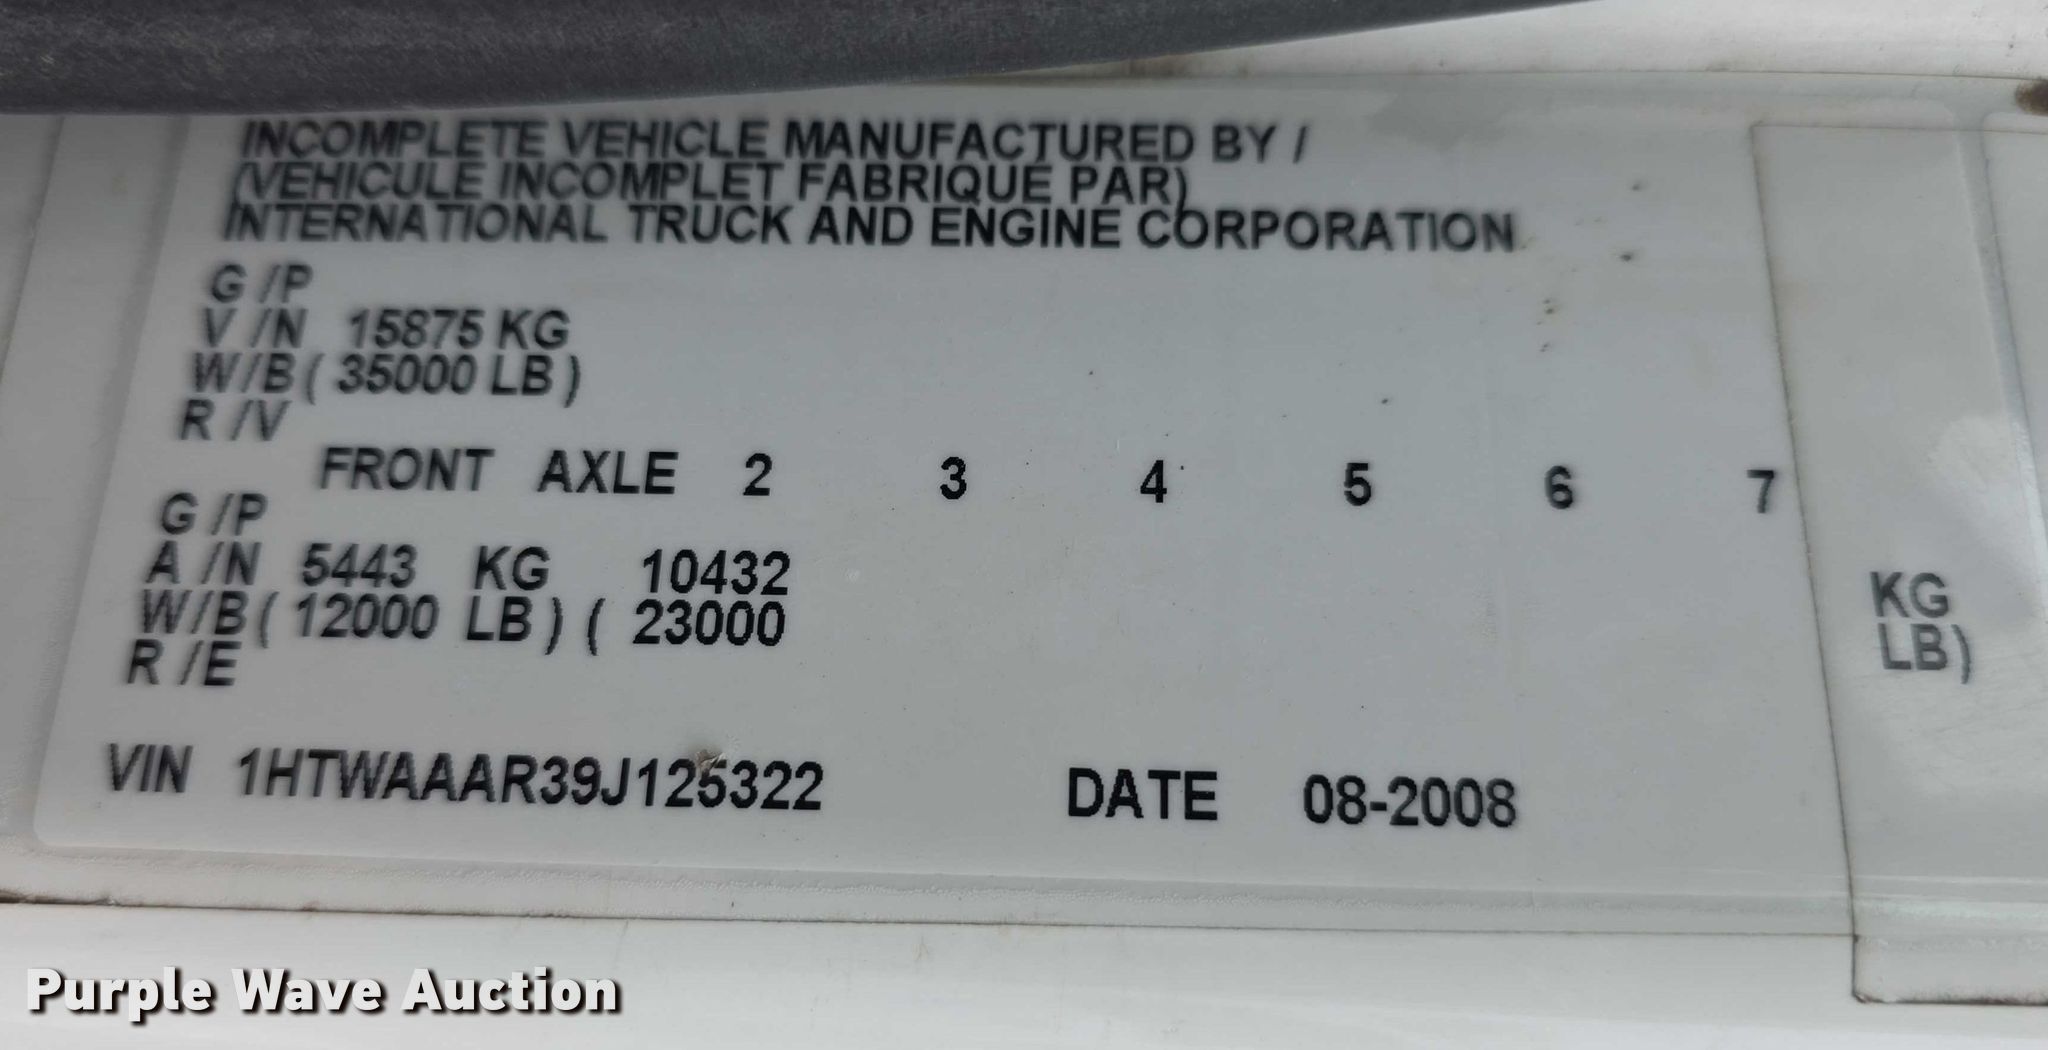 INCOMPLETE VEHICLE MANUFACTURED BY /
(VEHICULE INCOMPLET FABRIQUE PAR)
INTERNATIONAL TRUCK AND ENGINE CORPORATION
G /P
V /N 15875 KG
W/B ( 35000 LB )
R /V
FRONT AXLE 2 3 4 5 6 7
G /P
A /N 5443 KG 10432 KG
W/B ( 12000 LB ) ( 23000 LB)
R /E
VIN 1HTWAAAR39J125322 DATE 08-2008
Purple Wave Auction